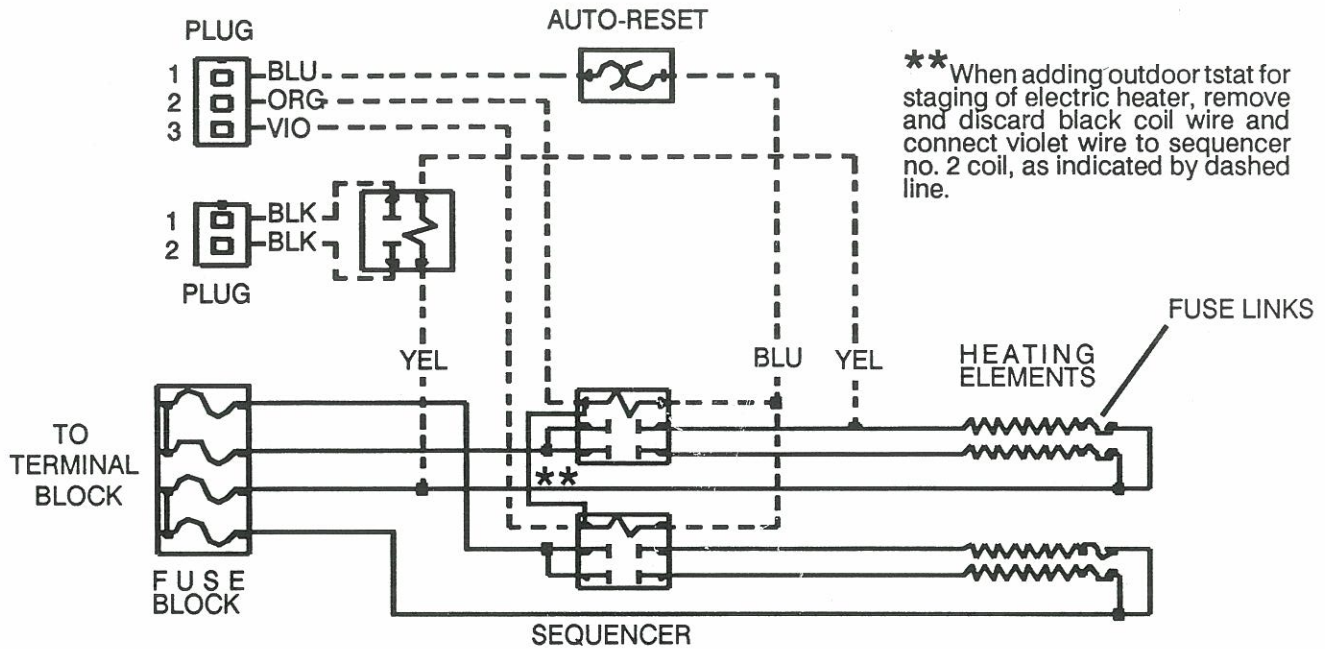 PLUG
AUTO-RESET
1 BLU
2 ORG
3 VIO
**When adding outdoor tstat for
staging of electric heater, remove
and discard black coil wire and
connect violet wire to sequencer
no. 2 coil, as indicated by dashed
line.
1 BLK
2 BLK
PLUG
FUSE LINKS
YEL
BLU
YEL
HEATING
ELEMENTS
TO
TERMINAL
BLOCK
**
FUSE
BLOCK
SEQUENCER